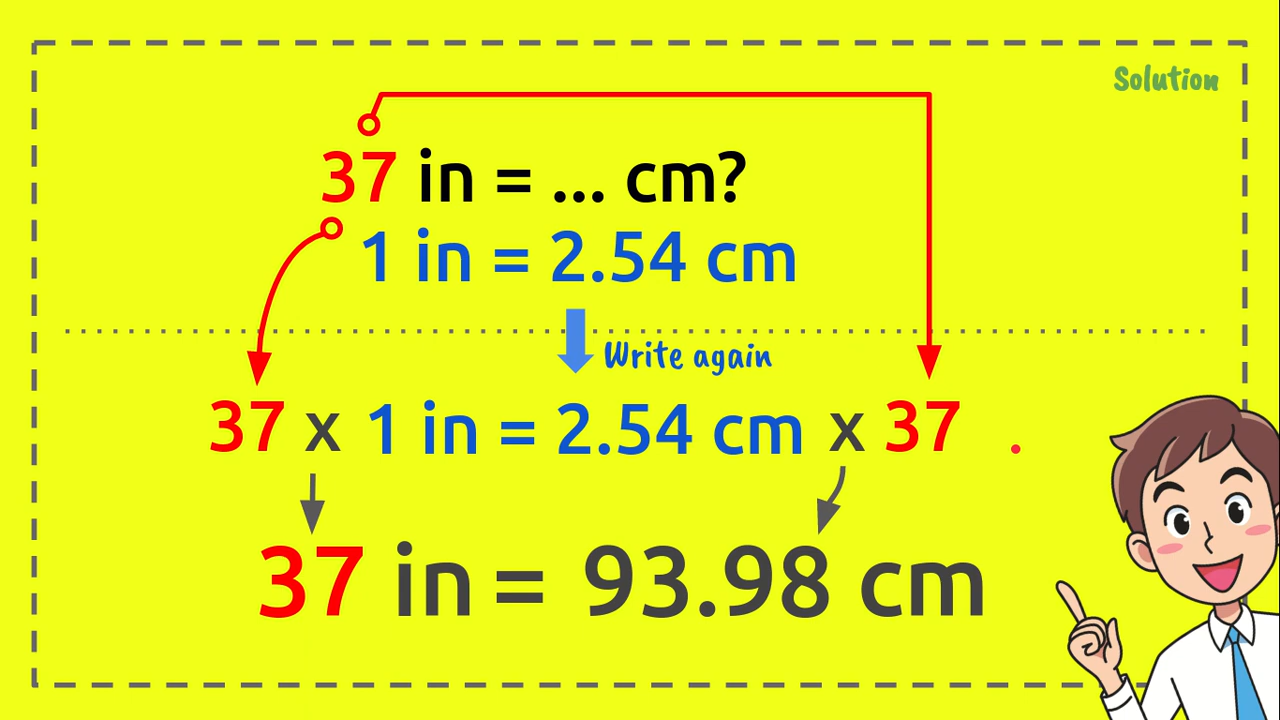 Solution
37 in = ... cm?
1 in = 2.54 cm
Write again
37 x 1 in = 2.54 cm x 37 .
37 in = 93.98 cm